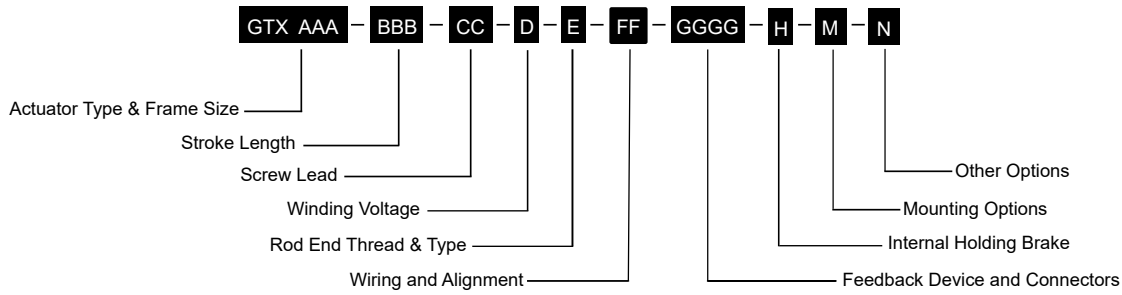 GTX AAA – BBB – CC – D – E – FF – GGGG – H – M – N
Actuator Type & Frame Size
Stroke Length
Screw Lead
Other Options
Winding Voltage
Mounting Options
Rod End Thread & Type
Internal Holding Brake
Wiring and Alignment
Feedback Device and Connectors